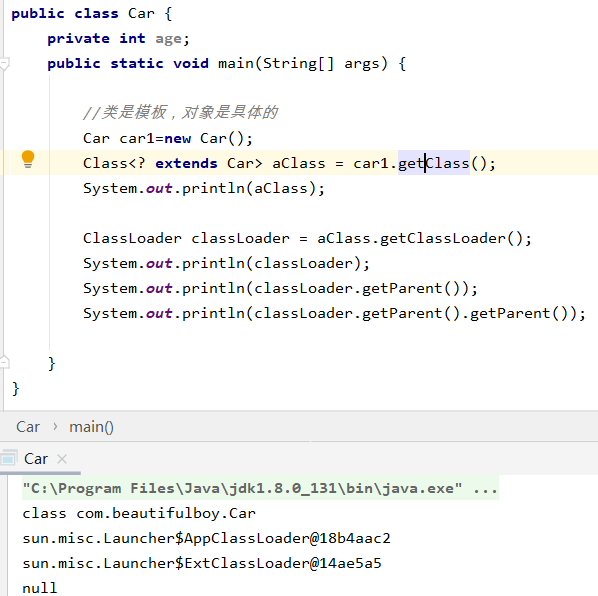 public class Car {
private int age;
public static void main(String[] args) {
//类是模板，对象是具体的
Car car1=new Car();
Class<? extends Car> aClass = car1.getClass();
System.out.println(aClass);
ClassLoader classLoader = aClass.getClassLoader();
System.out.println(classLoader);
System.out.println(classLoader.getParent());
System.out.println(classLoader.getParent().getParent());
}
}
Car › main()
Car ×
"C:\Program Files\Java\jdk1.8.0_131\bin\java.exe" ...
class com.beautifulboy.Car
sun.misc.Launcher$AppClassLoader@18b4aac2
sun.misc.Launcher$ExtClassLoader@14ae5a5
null